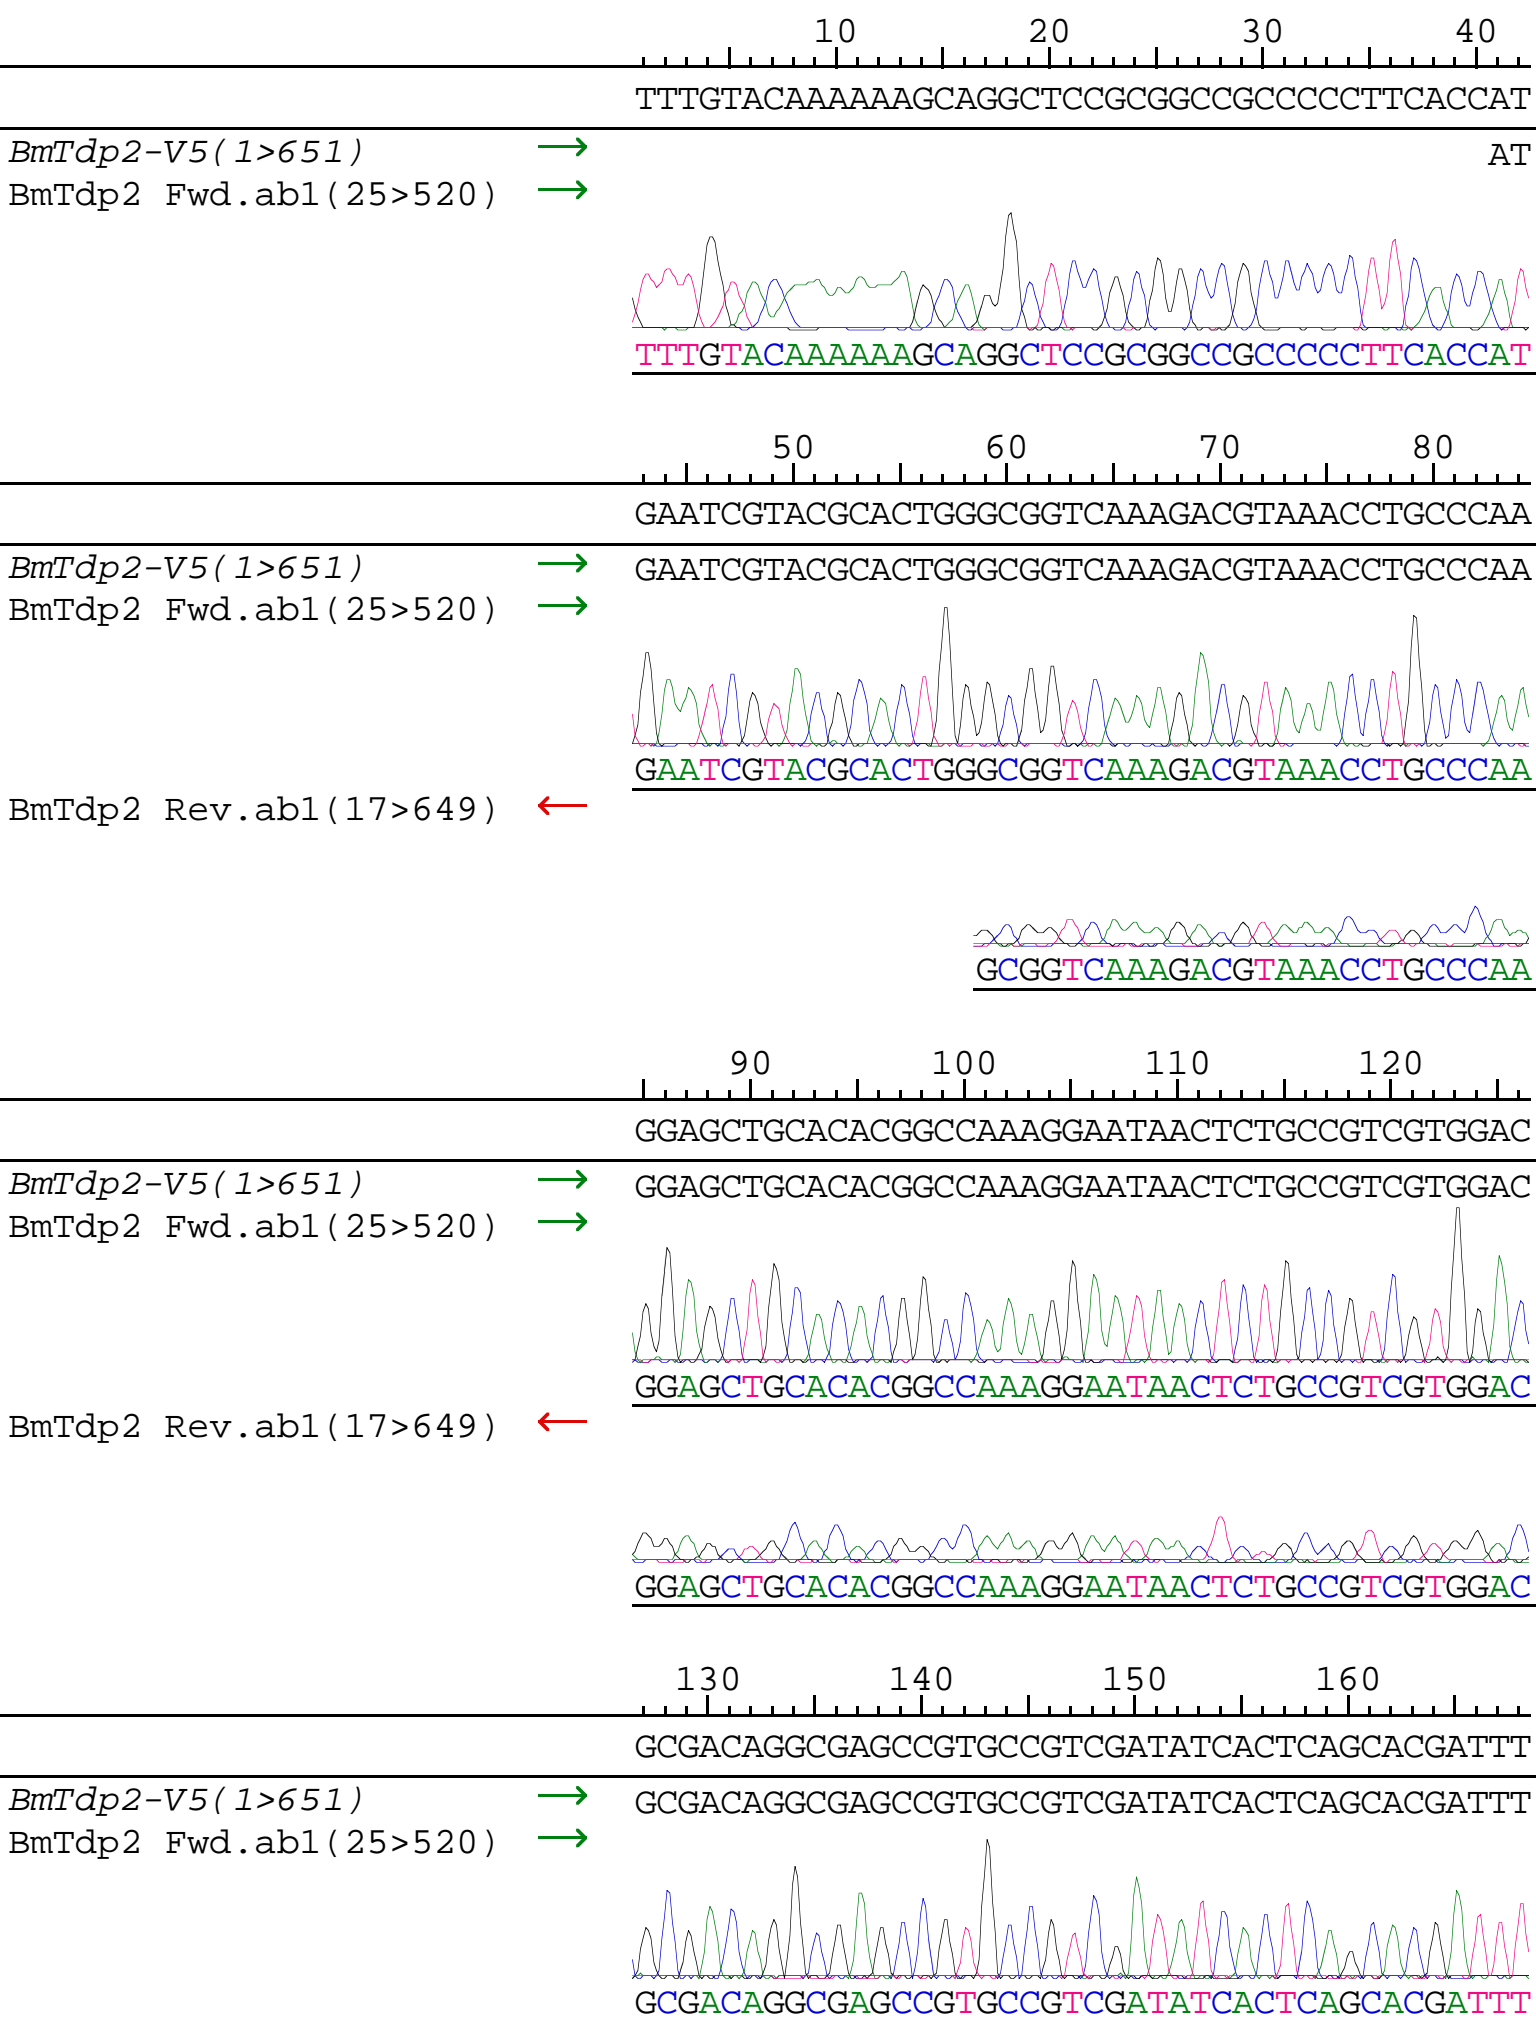 10 20 30 40
TTTGTACAAAAAAGCAGGCTCCGCGGCCGCCCCCTTCACCAT
BmTdp2-V5(1>651) → AT
BmTdp2 Fwd.ab1(25>520) →
TTTGTACAAAAAAGCAGGCTCCGCGGCCGCCCCCTTCACCAT
50 60 70 80
GAATCGTACGCACTGGGCGGTCAAAGACGTAAACCTGCCCAA
BmTdp2-V5(1>651) → GAATCGTACGCACTGGGCGGTCAAAGACGTAAACCTGCCCAA
BmTdp2 Fwd.ab1(25>520) →
GAATCGTACGCACTGGGCGGTCAAAGACGTAAACCTGCCCAA
BmTdp2 Rev.ab1(17>649) ←
GCGGTCAAAGACGTAAACCTGCCCAA
90 100 110 120
GGAGCTGCACACGGCCAAAGGAATAACTCTGCCGTCGTGGAC
BmTdp2-V5(1>651) → GGAGCTGCACACGGCCAAAGGAATAACTCTGCCGTCGTGGAC
BmTdp2 Fwd.ab1(25>520) →
GGAGCTGCACACGGCCAAAGGAATAACTCTGCCGTCGTGGAC
BmTdp2 Rev.ab1(17>649) ←
GGAGCTGCACACGGCCAAAGGAATAACTCTGCCGTCGTGGAC
130 140 150 160
GCGACAGGCGAGCCGTGCCGTCGATATCACTCAGCACGATTT
BmTdp2-V5(1>651) → GCGACAGGCGAGCCGTGCCGTCGATATCACTCAGCACGATTT
BmTdp2 Fwd.ab1(25>520) →
GCGACAGGCGAGCCGTGCCGTCGATATCACTCAGCACGATTT